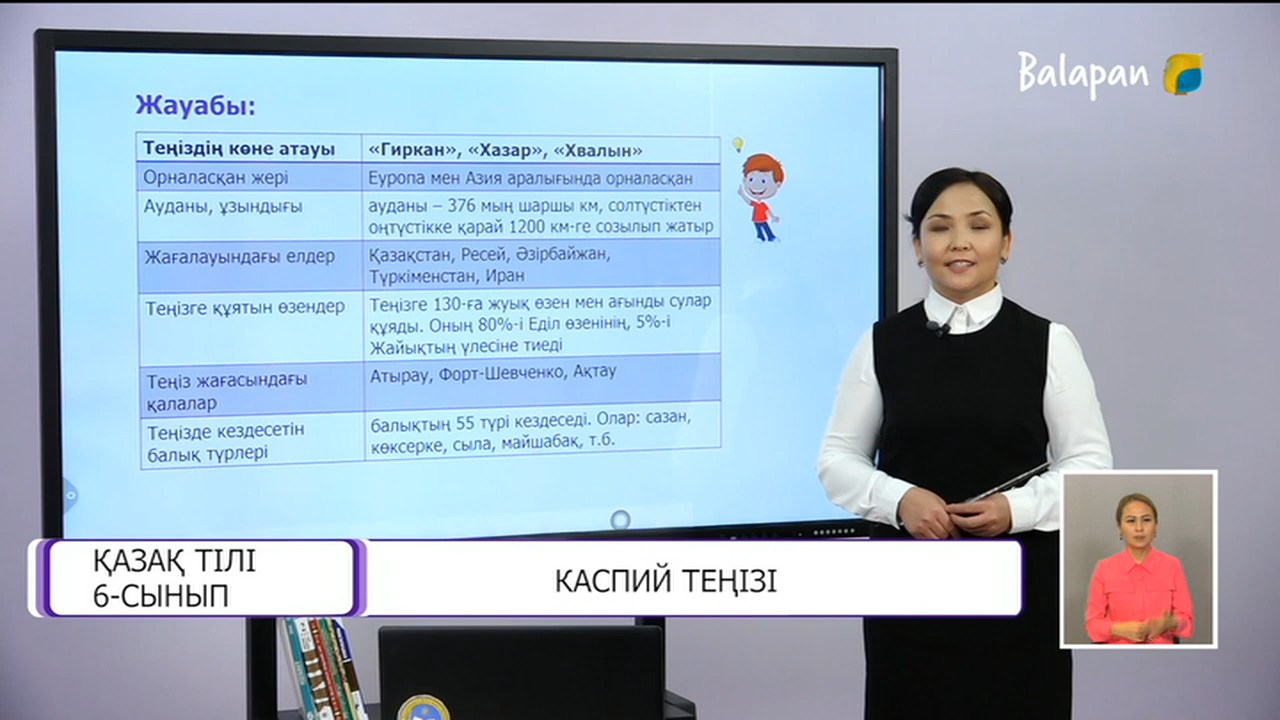 Balapan
Жауабы:
Теңіздің көне атауы
«Гиркан», «Хазар», «Хвалын»
Орналасқан жері
Еуропа мен Азия аралығында орналасқан
Ауданы, ұзындығы
ауданы – 376 мың шаршы км, солтүстіктен
оңтүстікке қарай 1200 км-ге созылып жатыр
Жағалауындағы елдер
Қазақстан, Ресей, Әзірбайжан,
Түркіменстан, Иран
Теңізге құятын өзендер
Теңізге 130-ға жуық өзен мен ағынды сулар
құяды. Оның 80%-і Еділ өзенінің, 5%-і
Жайықтың үлесіне тиеді
Теңіз жағасындағы
қалалар
Атырау, Форт-Шевченко, Ақтау
Теңізде кездесетін
балық түрлері
балықтың 55 түрі кездеседі. Олар: сазан,
көксерке, сыла, майшабақ, т.б.
ҚАЗАҚ ТІЛІ
6-СЫНЫП
КАСПИЙ ТЕҢІЗІ